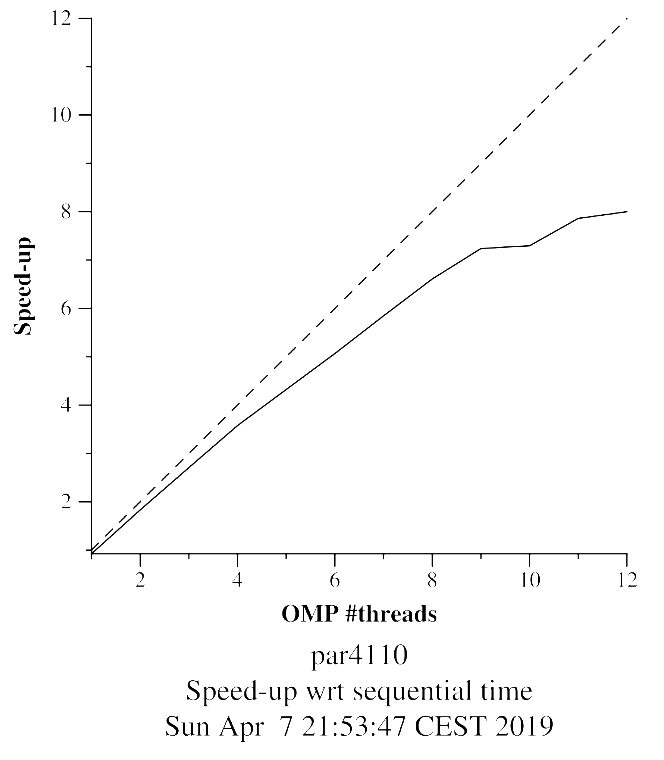 12
10
8
6
4
2
Speed-up
2 4 6 8 10 12
OMP #threads
par4110
Speed-up wrt sequential time
Sun Apr  7 21:53:47 CEST 2019